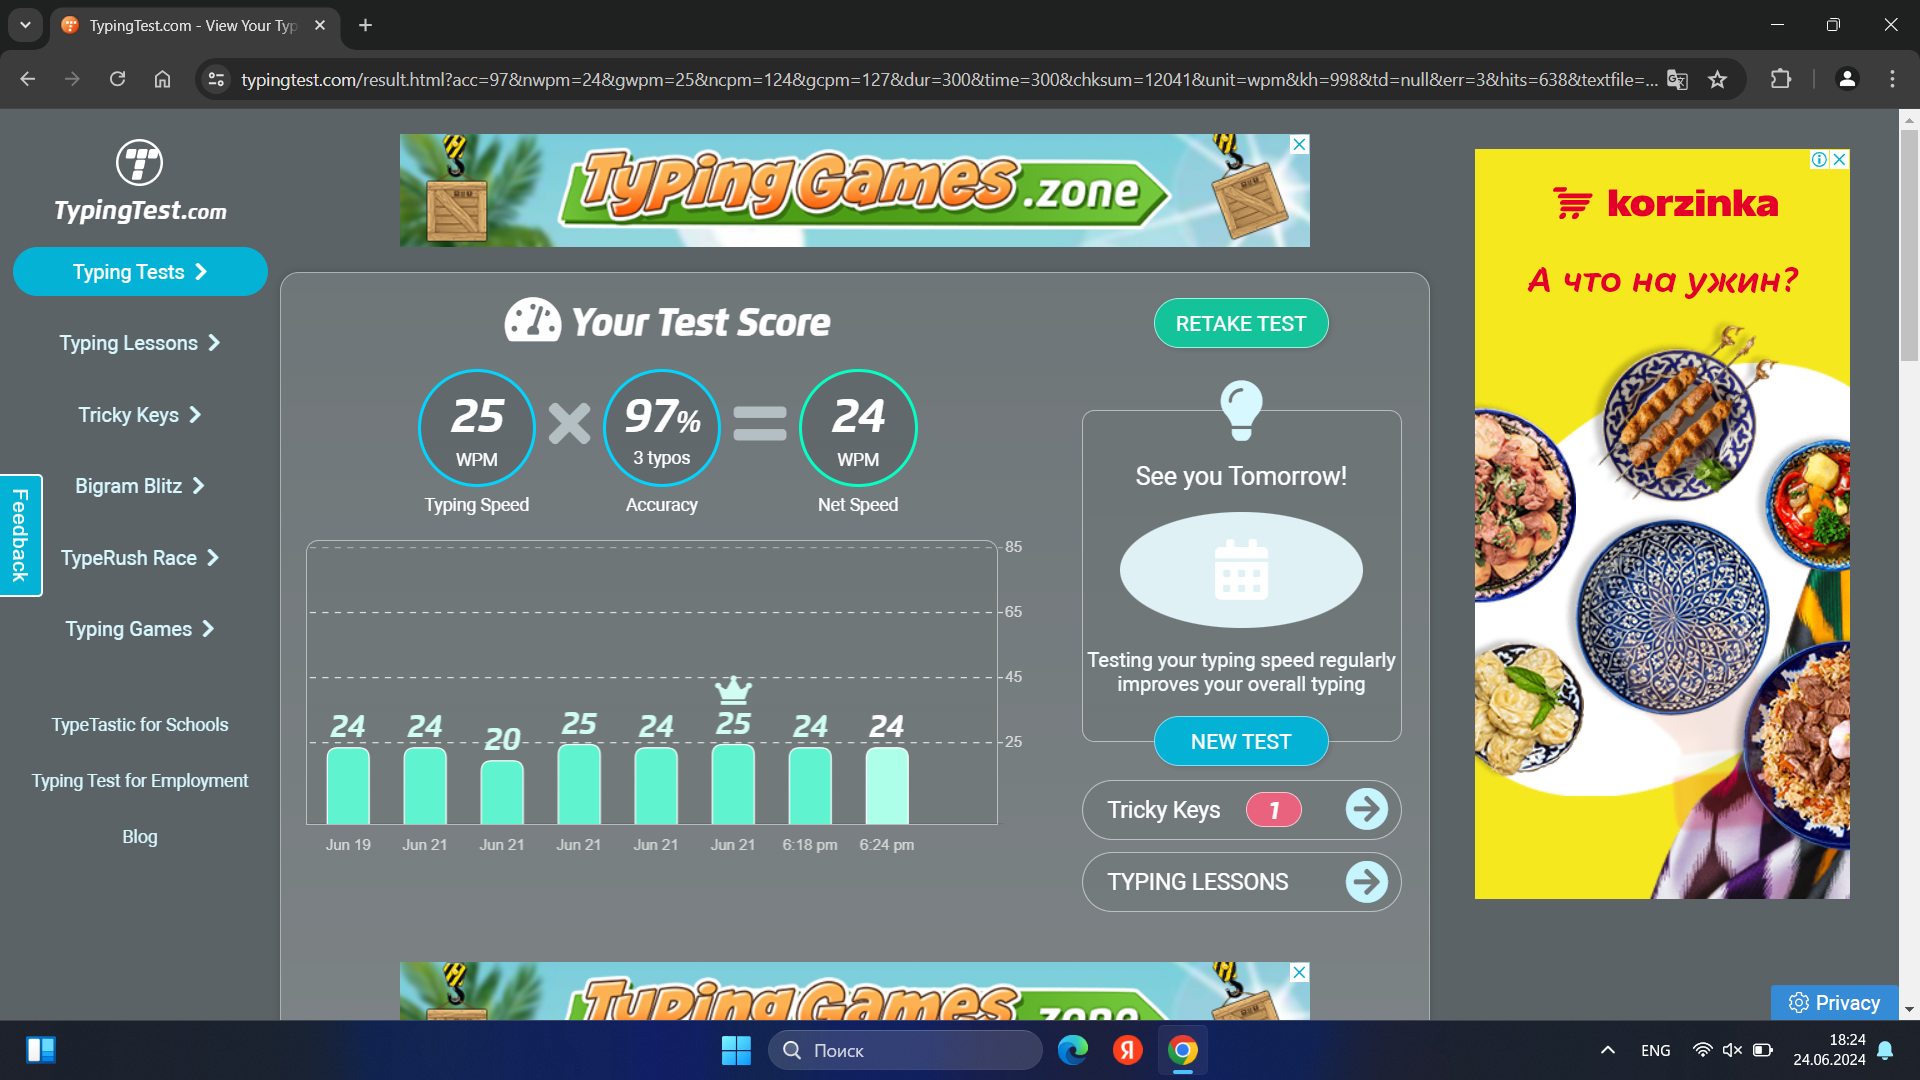 TypingTest.com - View Your Typ
typingtest.com/result.html?acc=97&nwpm=24&gwpm=25&ncpm=124&gcpm=127&dur=300&time=300&chksum=12041&unit=wpm&kh=998&td=null&err=3&hits=638&textfile=...
TypingTest.com
Typing Tests
Typing Lessons
Tricky Keys
Bigram Blitz
TypeRush Race
Typing Games
TypeTastic for Schools
Typing Test for Employment
Blog
Feedback
TypingGames.zone
Your Test Score
RETAKE TEST
25
WPM
Typing Speed
97%
3 typos
Accuracy
24
WPM
Net Speed
85
65
45
25
24 24 20 25 24 25 24 24
Jun 19 Jun 21 Jun 21 Jun 21 Jun 21 Jun 21 6:18 pm 6:24 pm
See you Tomorrow!
Testing your typing speed regularly
improves your overall typing
NEW TEST
Tricky Keys 1
TYPING LESSONS
korzinka
А что на ужин?
TypingGames.zone
Privacy
Поиск
Я
ENG
18:24
24.06.2024